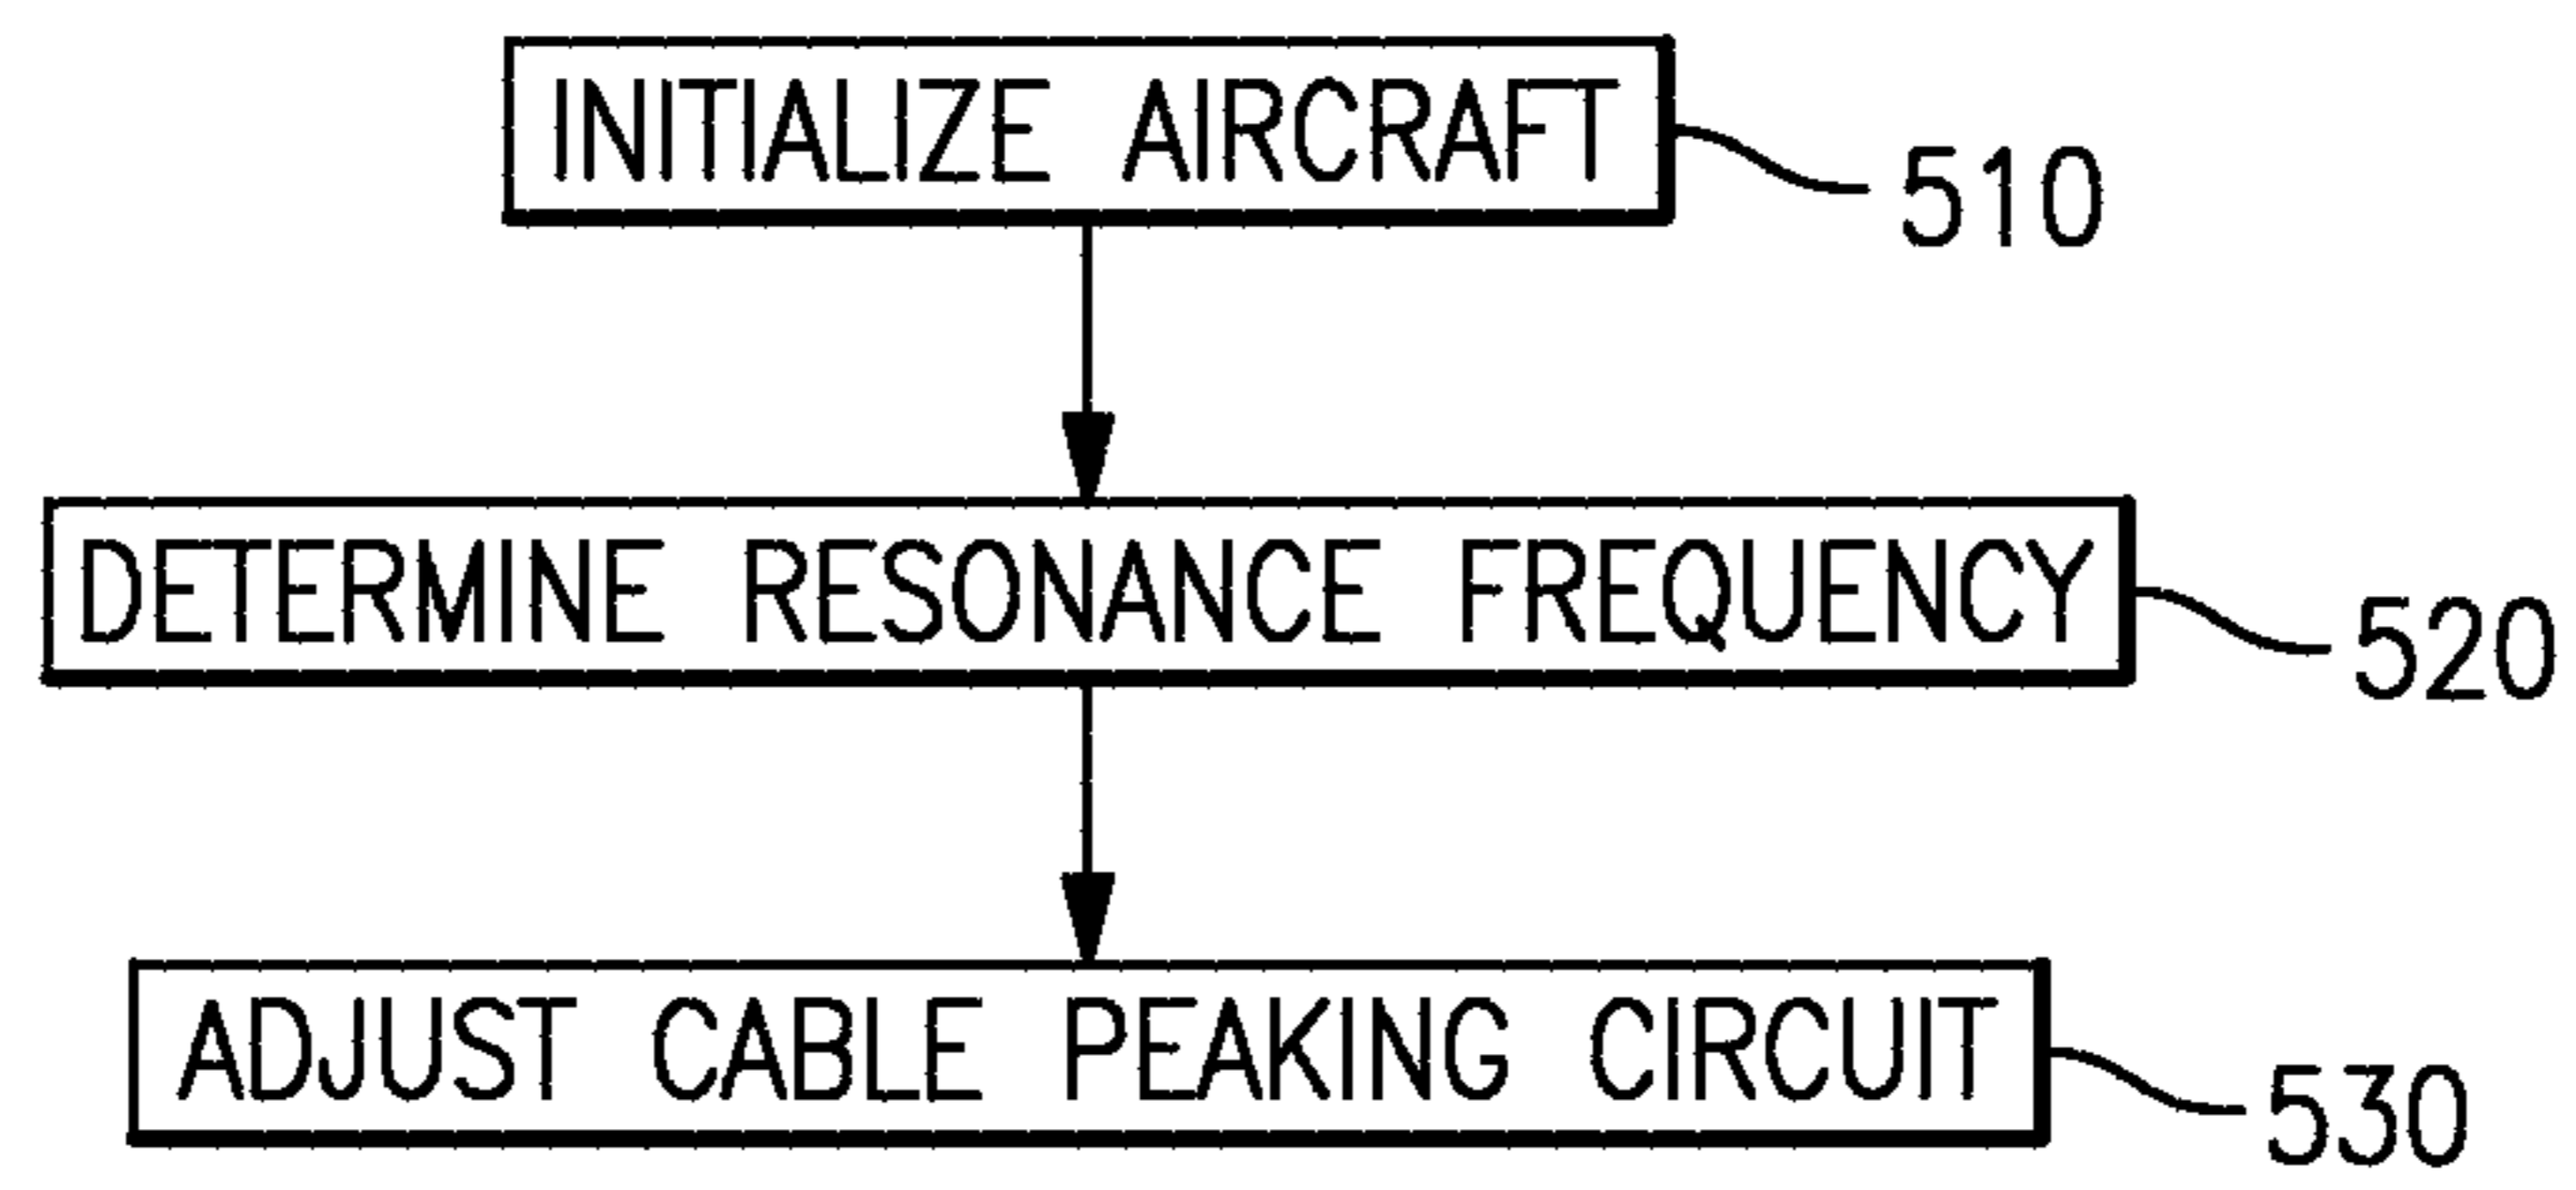 INITIALIZE AIRCRAFT
510
DETERMINE RESONANCE FREQUENCY
520
ADJUST CABLE PEAKING CIRCUIT
530